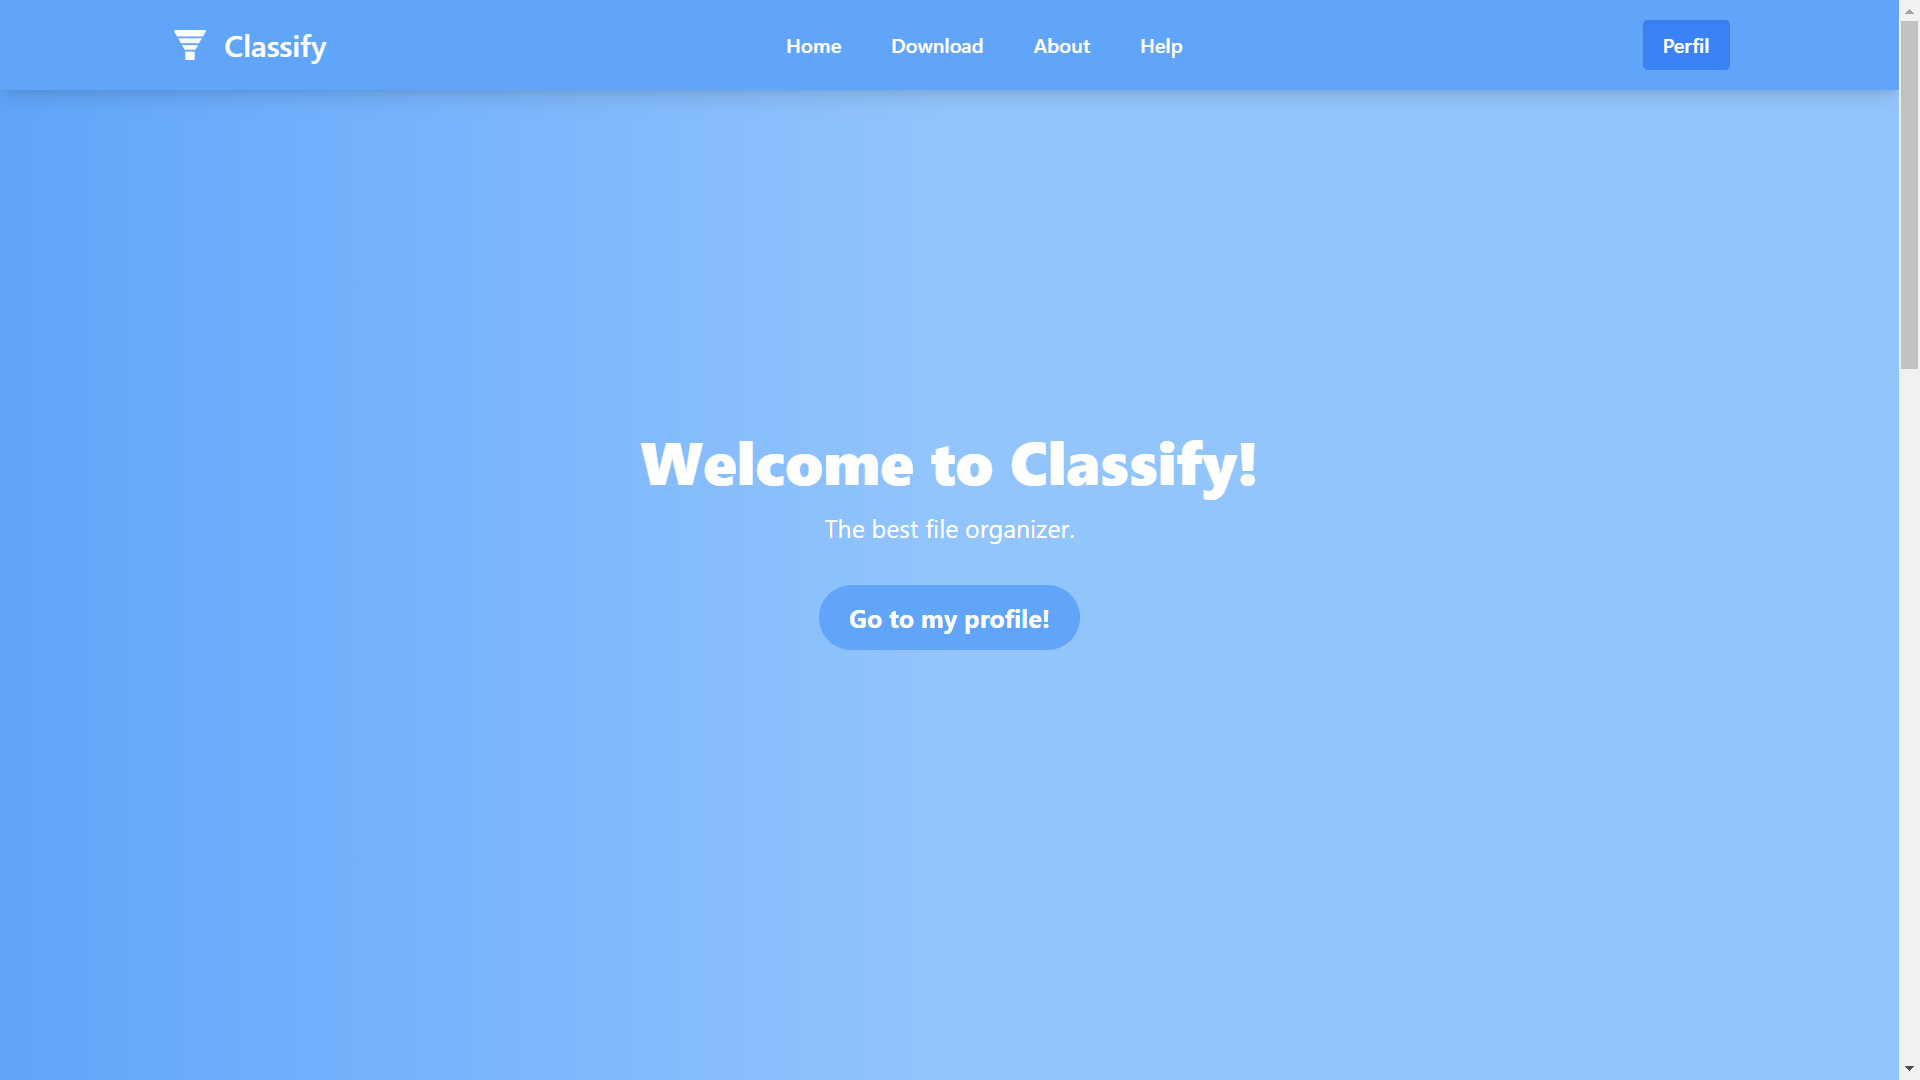 Classify
Home Download About Help
Perfil
Welcome to Classify!
The best file organizer.
Go to my profile!